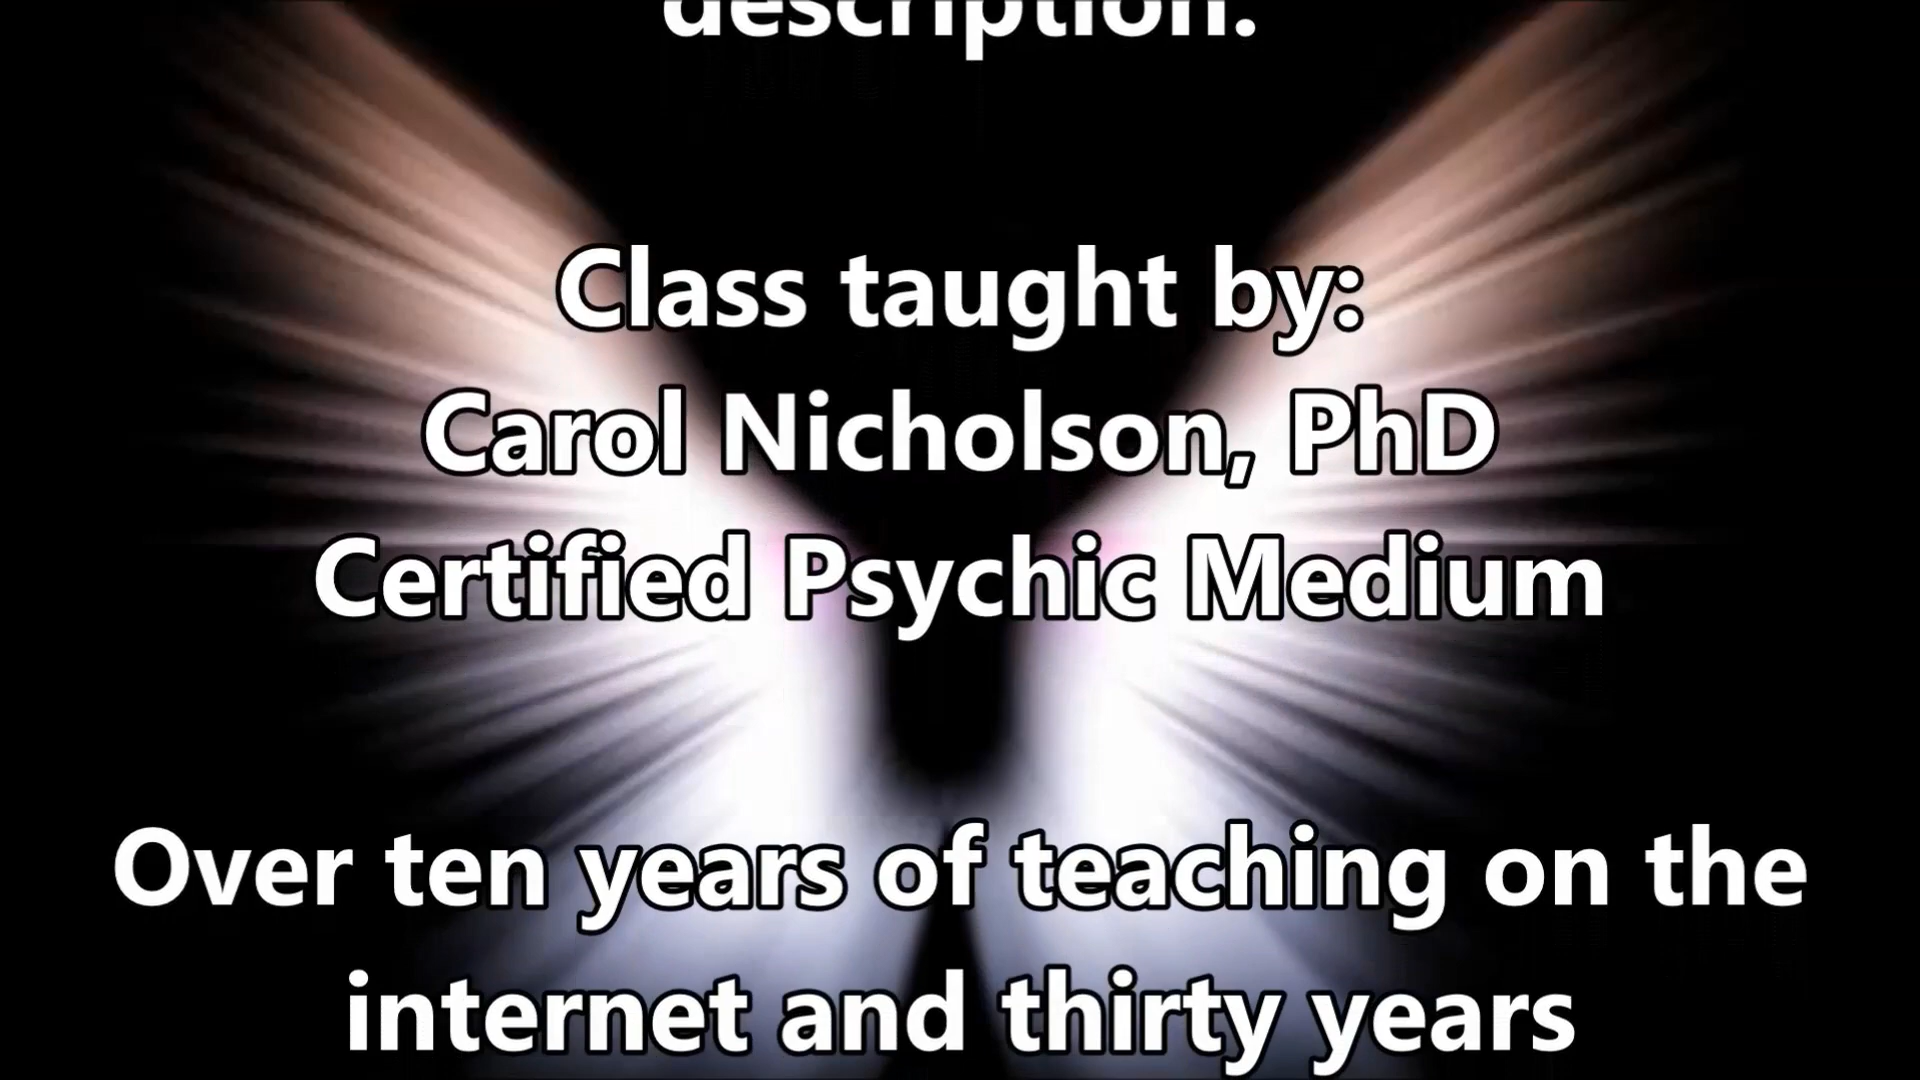 description.
Class taught by:
Carol Nicholson, PhD
Certified Psychic Medium
Over ten years of teaching on the
internet and thirty years